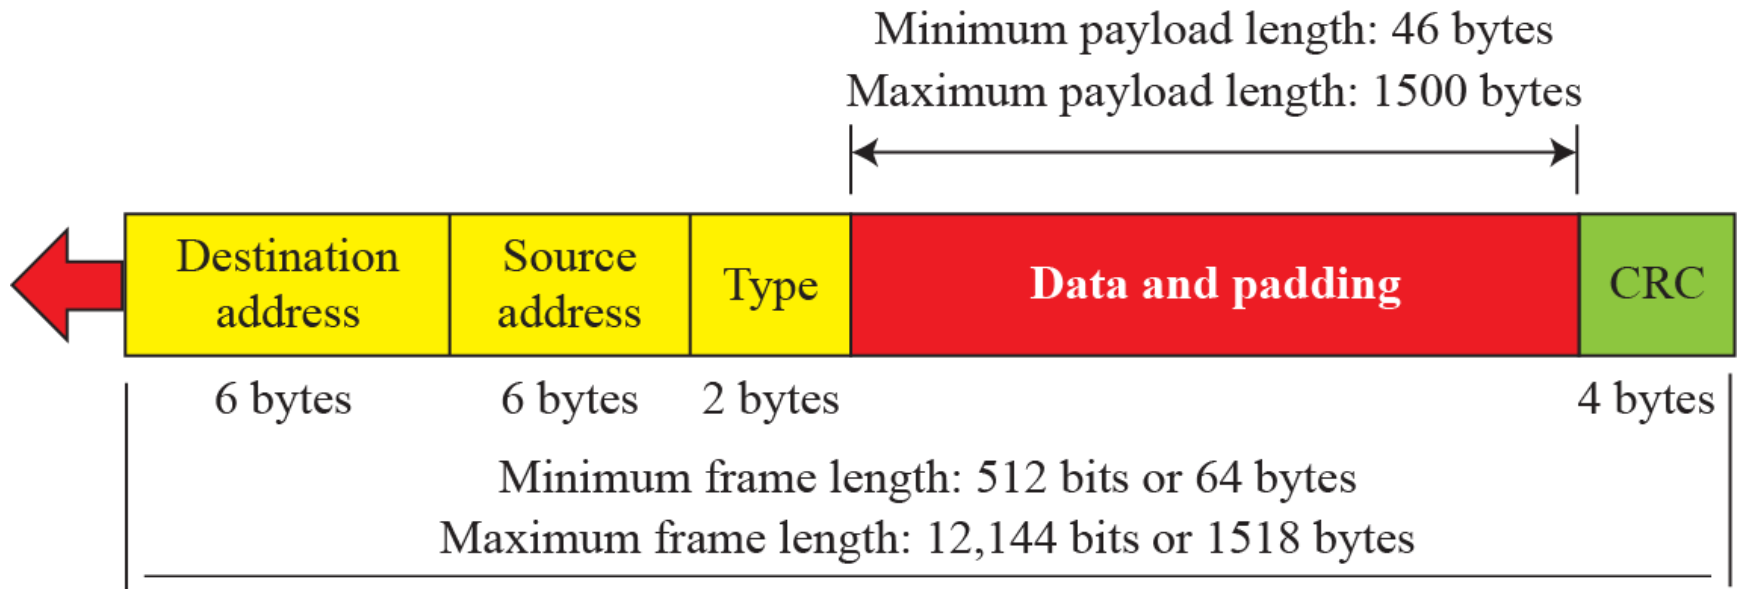 Minimum payload length: 46 bytes
Maximum payload length: 1500 bytes
Destination
address
Source
address
Type
Data and padding
CRC
6 bytes
6 bytes
2 bytes
4 bytes
Minimum frame length: 512 bits or 64 bytes
Maximum frame length: 12,144 bits or 1518 bytes